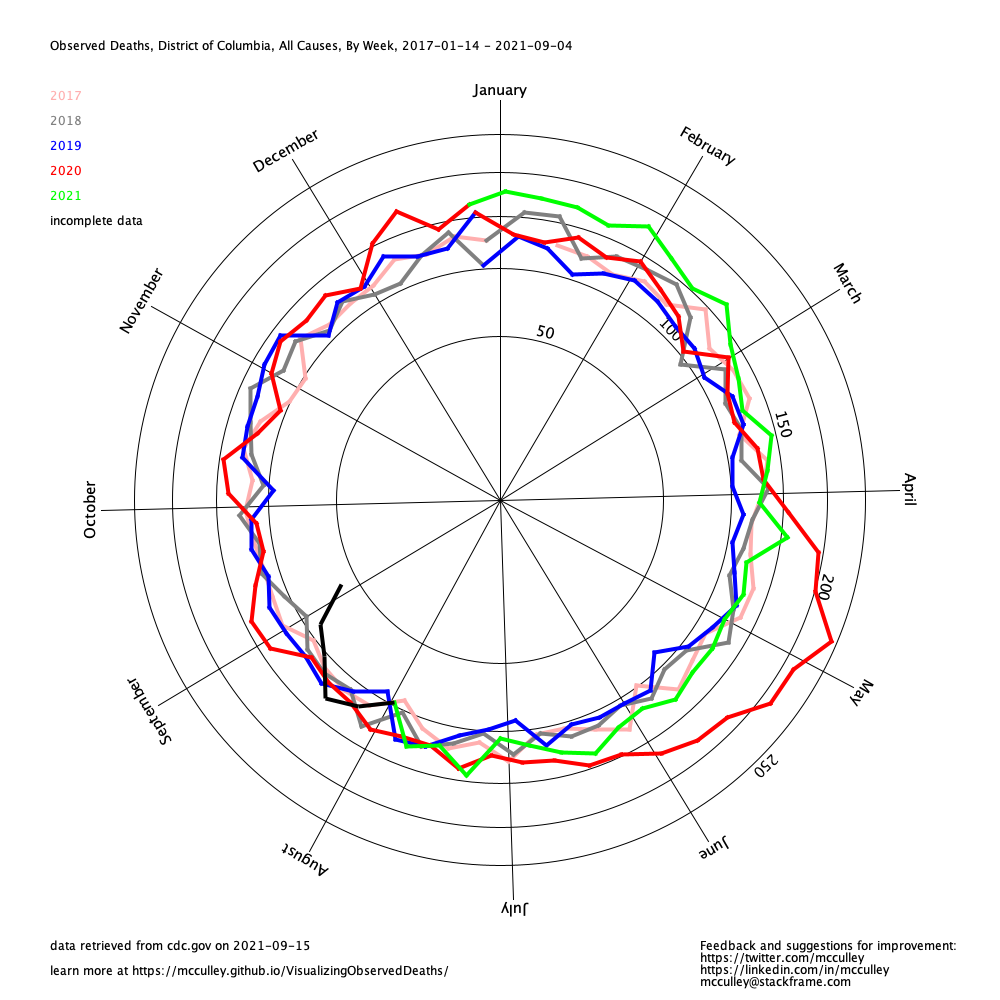 Observed Deaths, District of Columbia, All Causes, By Week, 2017-01-14 - 2021-09-04
January
2017
2018
2019
2020
2021
incomplete data
December
February
November
March
50
100
150
October
April
200
September
May
250
August
June
July
data retrieved from cdc.gov on 2021-09-15
learn more at https://mcculley.github.io/VisualizingObservedDeaths/
Feedback and suggestions for improvement:
https://twitter.com/mcculley
https://linkedin.com/in/mcculley
mcculley@stackframe.com